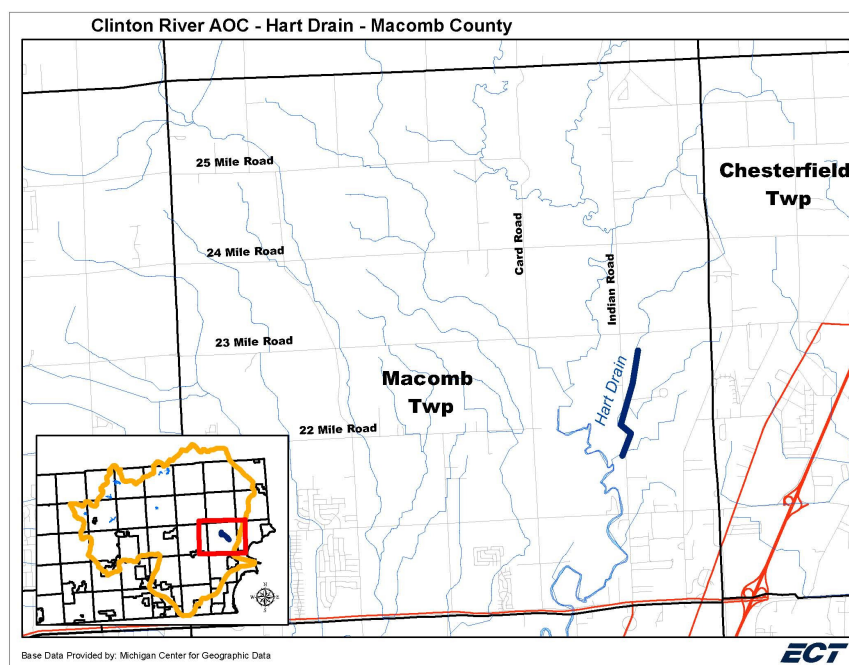 Clinton River AOC - Hart Drain - Macomb County
25 Mile Road
Chesterfield
Twp
24 Mile Road
Card Road
Indian Road
23 Mile Road
Hart Drain
Macomb
Twp
22 Mile Road
N
W
E
S
Base Data Provided by: Michigan Center for Geographic Data
ECT